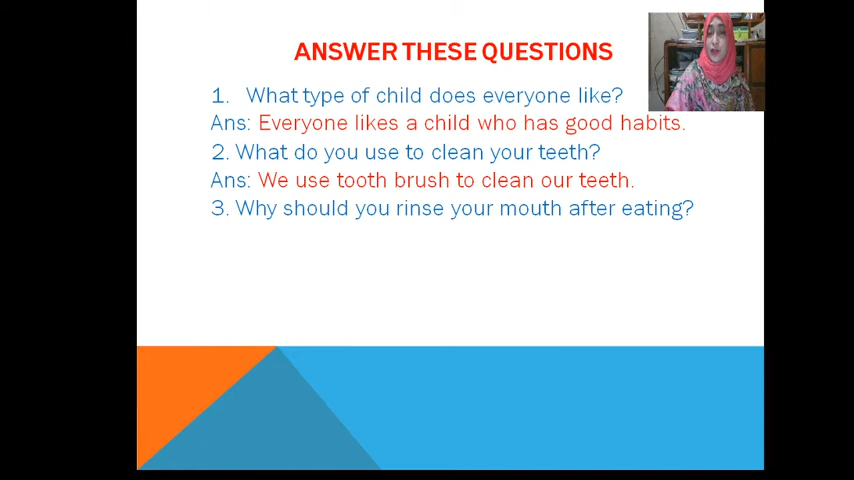 ANSWER THESE QUESTIONS
1. What type of child does everyone like?
Ans: Everyone likes a child who has good habits.
2. What do you use to clean your teeth?
Ans: We use tooth brush to clean our teeth.
3. Why should you rinse your mouth after eating?